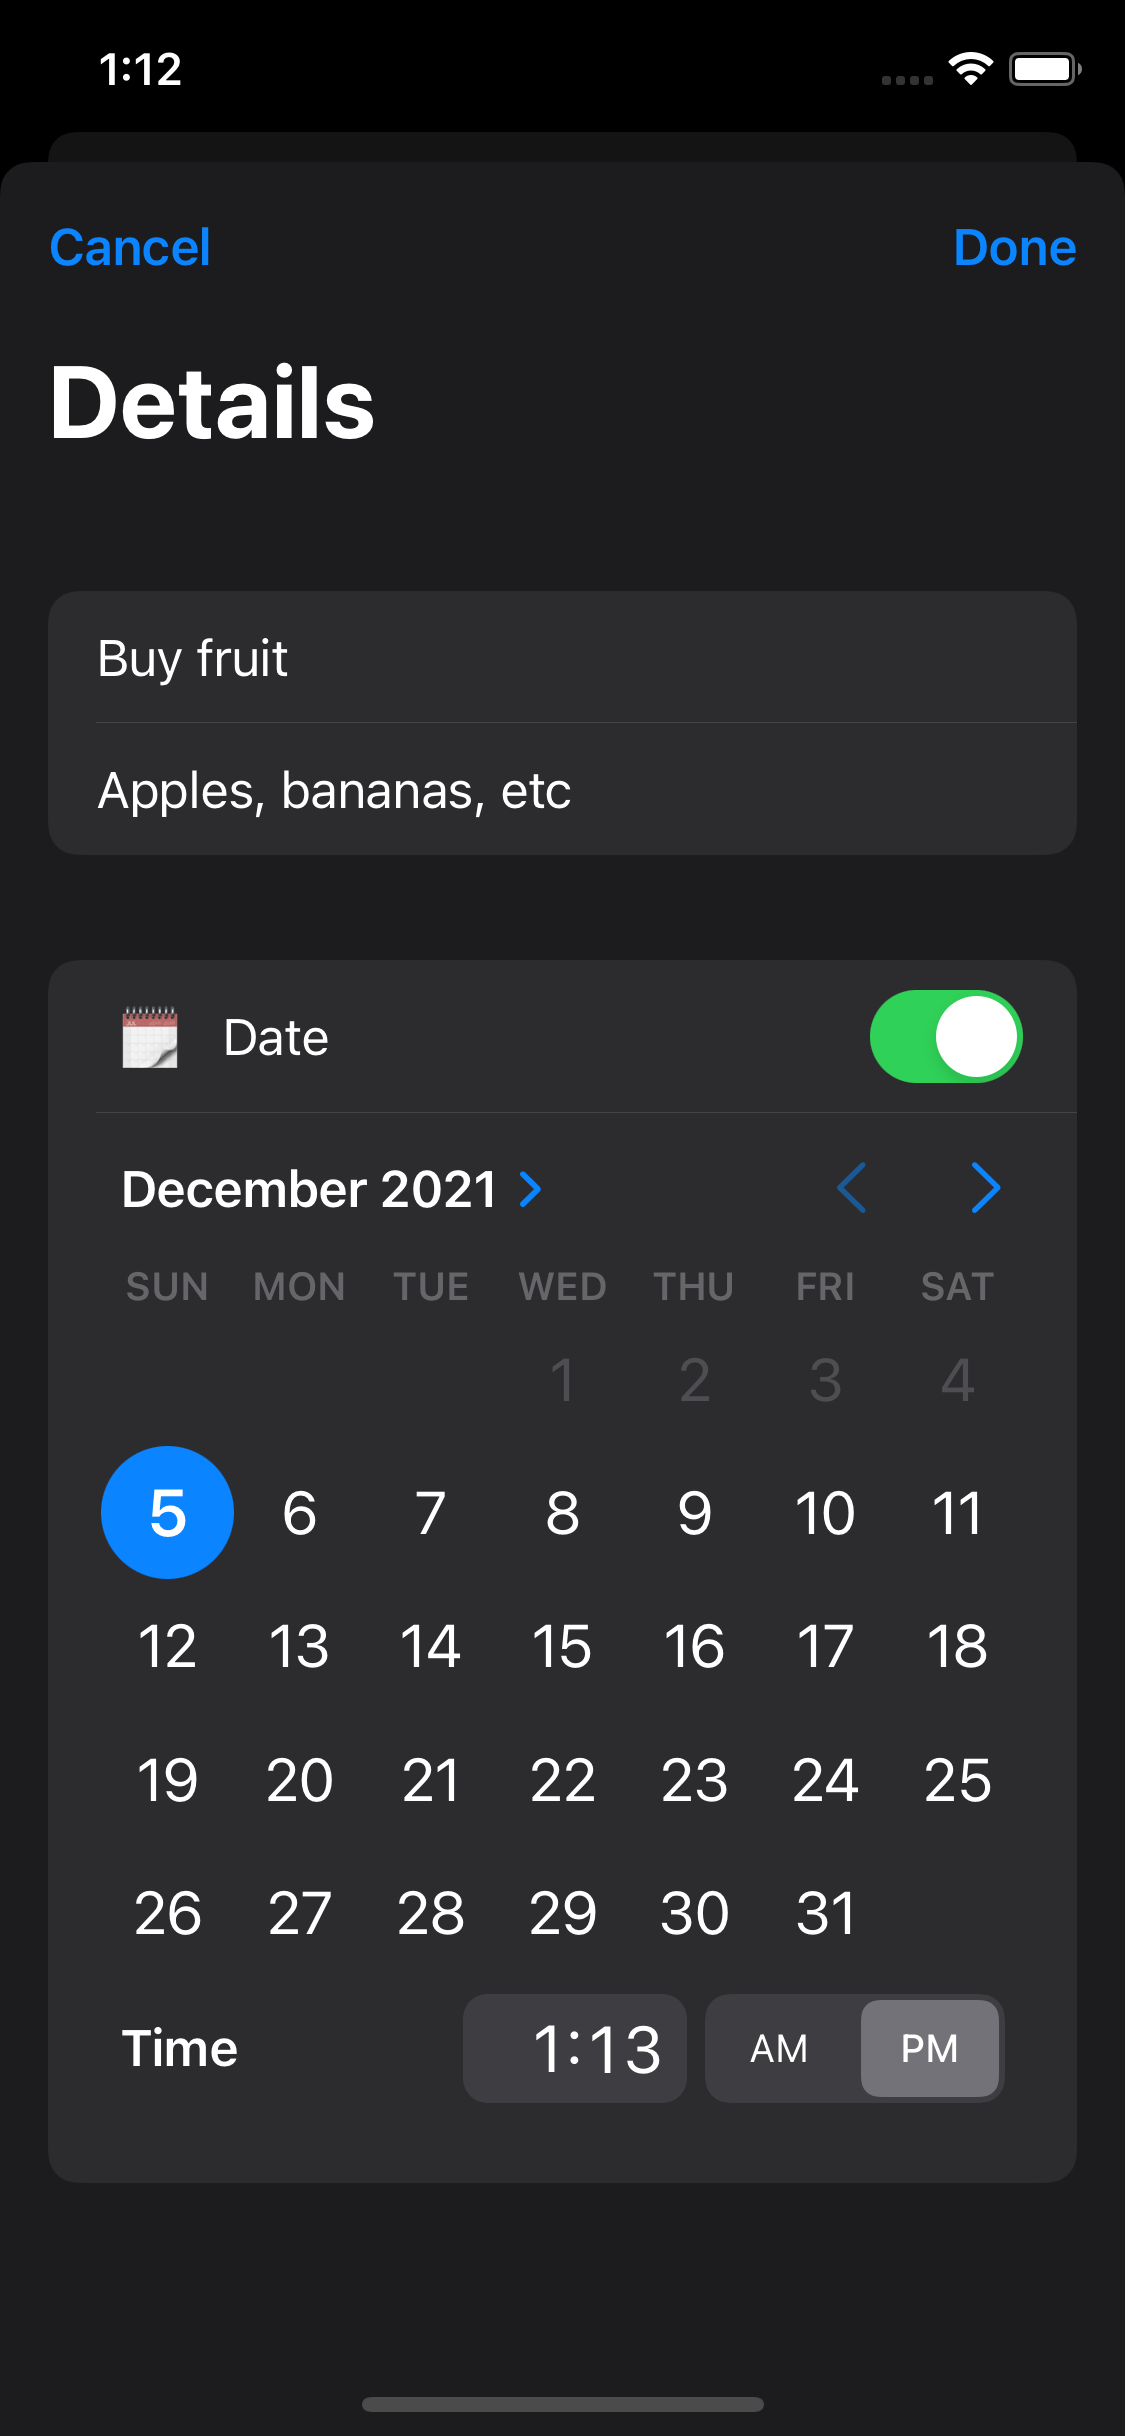 1:12
Cancel Done
Details
Buy fruit
Apples, bananas, etc
Date
December 2021
SUN MON TUE WED THU FRI SAT
1 2 3 4
5 6 7 8 9 10 11
12 13 14 15 16 17 18
19 20 21 22 23 24 25
26 27 28 29 30 31
Time 1:13 AM PM